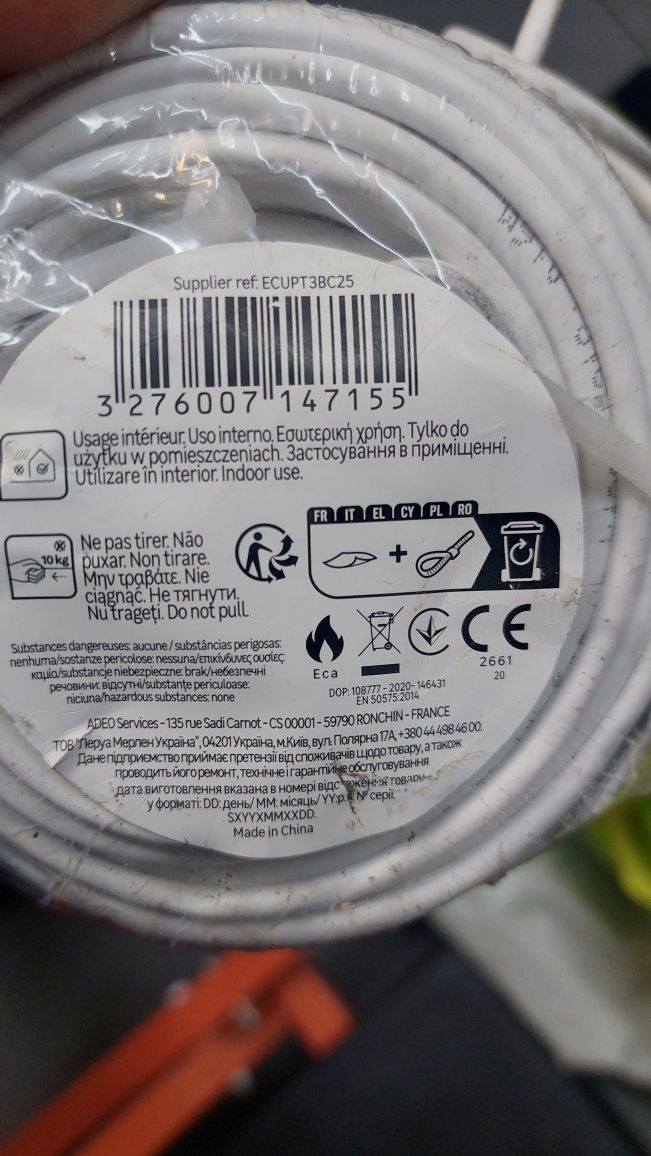 Supplier ref: ECUPT3BC25
3 276007 147155
Usage intérieur. Uso interno. Εσωτερική χρήση. Tylko do
użytku w pomieszczeniach. Застосування в приміщенні.
Utilizare în interior. Indoor use.
FR IT EL CY PL RO
10 kg
Ne pas tirer. Não
puxar. Non tirare.
Μην τραβάτε. Nie
ciągnąć. Не тягнути.
Nu trageți. Do not pull.
Eca
CE
2661
20
DOP: 108777 - 2020- 146431
EN 50575:2014
Substances dangereuses: aucune / substâncias perigosas:
nenhuma/sostanze pericolose: nessuna/επικίνδυνες ουσίες:
καμία/substancje niebezpieczne: brak/небезпечні
речовини: відсутні/substanțe periculoase:
niciuna/hazardous substances: none
ADEO Services - 135 rue Sadi Carnot - CS 00001 - 59790 RONCHIN - FRANCE
ТОВ "Леруа Мерлен Україна", 04201 Україна, м.Київ, вул. Полярна 17А, +380 44 498 46 00.
Дане підприємство приймає претензії від споживачів щодо товару, а також
проводить його ремонт, технічне і гарантійне обслуговування
дата виготовлення вказана в номері відстеження товару
у форматі: DD: день/ MM: місяць/ YY: № серії:
SXYYXMMXXDD.
Made in China